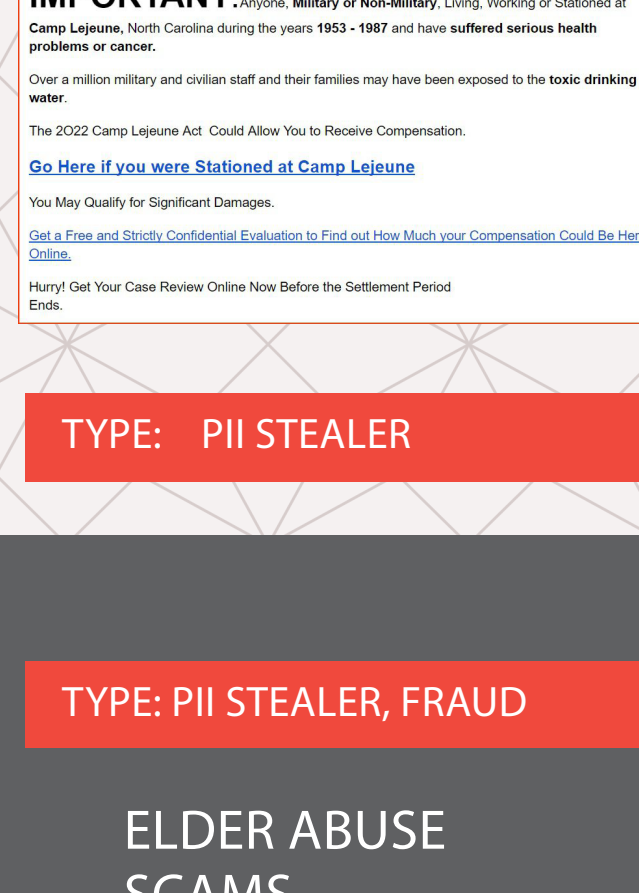 IMPORTANT: Anyone, Military or Non-Military, Living, Working or Stationed at
Camp Lejeune, North Carolina during the years 1953 - 1987 and have suffered serious health
problems or cancer.
Over a million military and civilian staff and their families may have been exposed to the toxic drinking
water.
The 2O22 Camp Lejeune Act Could Allow You to Receive Compensation.
Go Here if you were Stationed at Camp Lejeune
You May Qualify for Significant Damages.
Get a Free and Strictly Confidential Evaluation to Find out How Much your Compensation Could Be Her
Online.
Hurry! Get Your Case Review Online Now Before the Settlement Period
Ends.
TYPE: PII STEALER
TYPE: PII STEALER, FRAUD
ELDER ABUSE
SCAMS